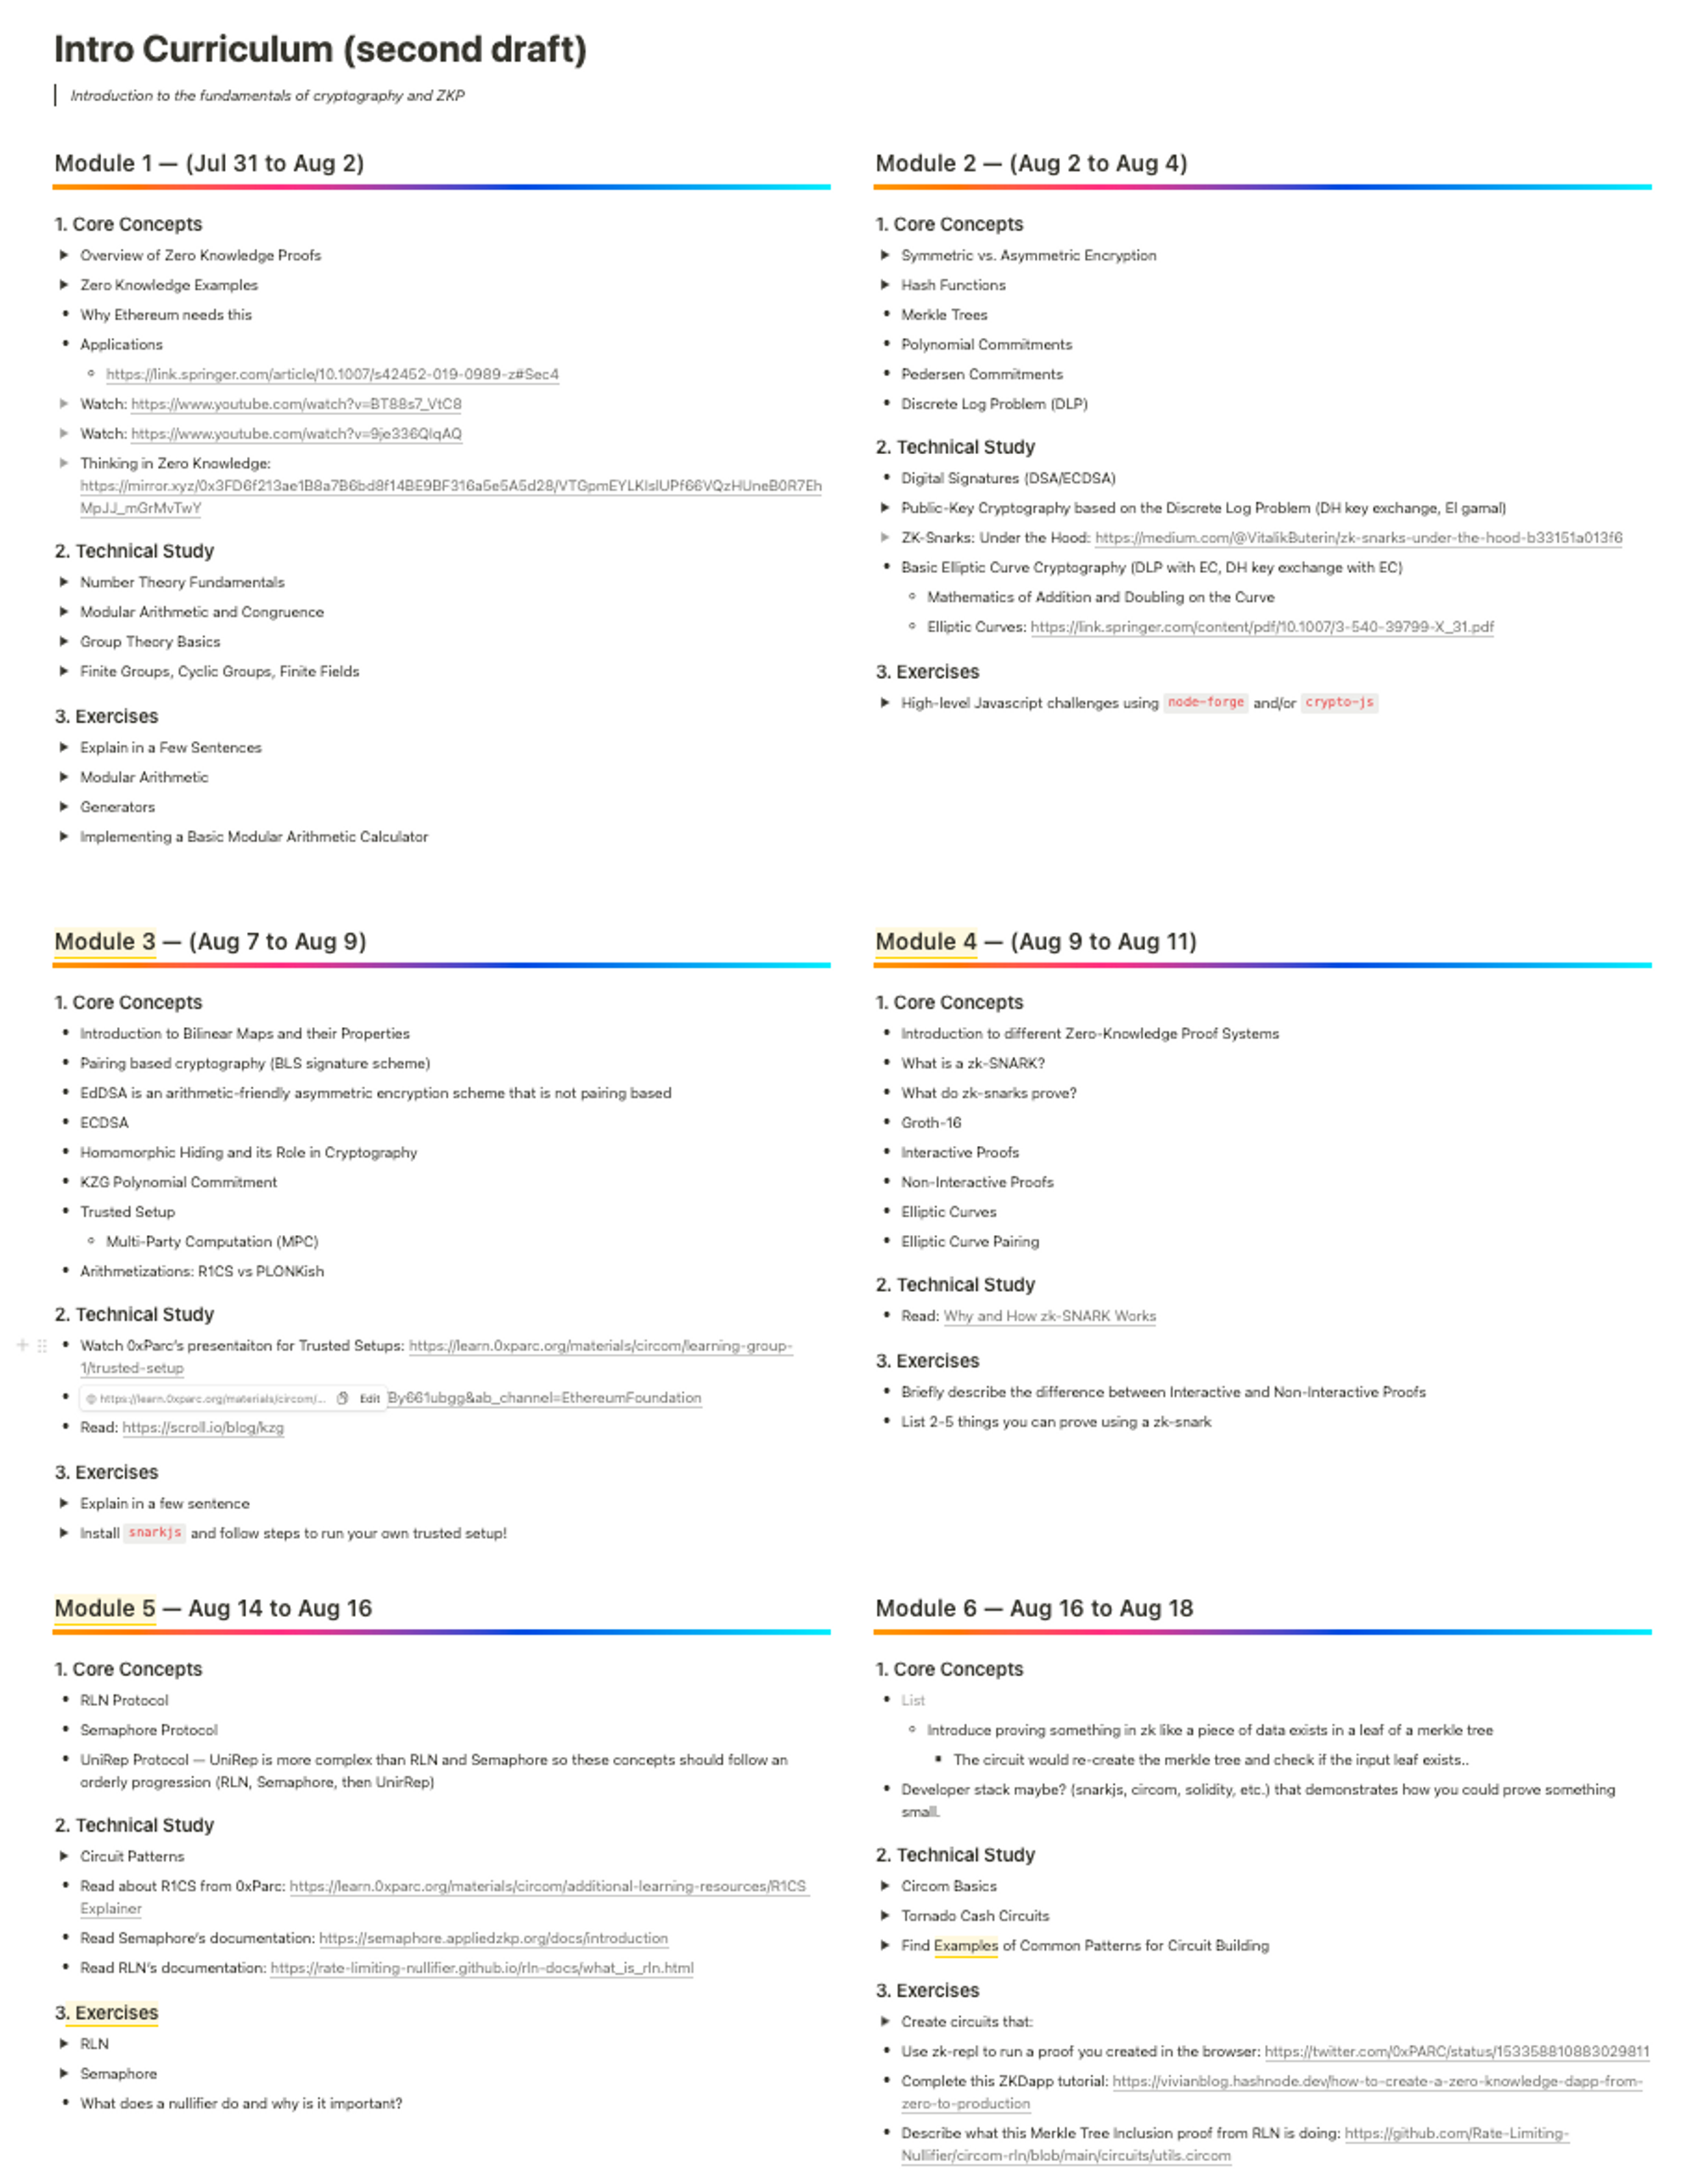 Intro Curriculum (second draft)
Introduction to the fundamentals of cryptography and ZKP
Module 1 — (Jul 31 to Aug 2)
1. Core Concepts
Overview of Zero Knowledge Proofs
Zero Knowledge Examples
Why Ethereum needs this
Applications
https://link.springer.com/article/10.1007/s42452-019-0989-z#Sec4
Watch: https://www.youtube.com/watch?v=BT88s7_VtC8
Watch: https://www.youtube.com/watch?v=9je336QlqAQ
Thinking in Zero Knowledge:
https://mirror.xyz/0x3FD6f213ae1B8a7B6bd8f14BE9BF316a5e5A5d28/VTGpmEYLKIslUPf66VQzHUneB0R7Eh
MpJJ_mGrMvTwY
2. Technical Study
Number Theory Fundamentals
Modular Arithmetic and Congruence
Group Theory Basics
Finite Groups, Cyclic Groups, Finite Fields
3. Exercises
Explain in a Few Sentences
Modular Arithmetic
Generators
Implementing a Basic Modular Arithmetic Calculator
Module 2 — (Aug 2 to Aug 4)
1. Core Concepts
Symmetric vs. Asymmetric Encryption
Hash Functions
Merkle Trees
Polynomial Commitments
Pedersen Commitments
Discrete Log Problem (DLP)
2. Technical Study
Digital Signatures (DSA/ECDSA)
Public-Key Cryptography based on the Discrete Log Problem (DH key exchange, El gamal)
ZK-Snarks: Under the Hood: https://medium.com/@VitalikButerin/zk-snarks-under-the-hood-b33151a013f6
Basic Elliptic Curve Cryptography (DLP with EC, DH key exchange with EC)
Mathematics of Addition and Doubling on the Curve
Elliptic Curves: https://link.springer.com/content/pdf/10.1007/3-540-39799-X_31.pdf
3. Exercises
High-level Javascript challenges using node-forge and/or crypto-js
Module 3 — (Aug 7 to Aug 9)
1. Core Concepts
Introduction to Bilinear Maps and their Properties
Pairing based cryptography (BLS signature scheme)
EdDSA is an arithmetic-friendly asymmetric encryption scheme that is not pairing based
ECDSA
Homomorphic Hiding and its Role in Cryptography
KZG Polynomial Commitment
Trusted Setup
Multi-Party Computation (MPC)
Arithmetizations: R1CS vs PLONKish
2. Technical Study
Watch 0xParc's presentaiton for Trusted Setups: https://learn.0xparc.org/materials/circom/learning-group-
1/trusted-setup
https://learn.0xparc.org/materials/circom/... Edit By661ubgg&ab_channel=EthereumFoundation
Read: https://scroll.io/blog/kzg
3. Exercises
Explain in a few sentence
Install snarkjs and follow steps to run your own trusted setup!
Module 4 — (Aug 9 to Aug 11)
1. Core Concepts
Introduction to different Zero-Knowledge Proof Systems
What is a zk-SNARK?
What do zk-snarks prove?
Groth-16
Interactive Proofs
Non-Interactive Proofs
Elliptic Curves
Elliptic Curve Pairing
2. Technical Study
Read: Why and How zk-SNARK Works
3. Exercises
Briefly describe the difference between Interactive and Non-Interactive Proofs
List 2-5 things you can prove using a zk-snark
Module 5 — Aug 14 to Aug 16
1. Core Concepts
RLN Protocol
Semaphore Protocol
UniRep Protocol — UniRep is more complex than RLN and Semaphore so these concepts should follow an
orderly progression (RLN, Semaphore, then UnirRep)
2. Technical Study
Circuit Patterns
Read about R1CS from 0xParc: https://learn.0xparc.org/materials/circom/additional-learning-resources/R1CS
Explainer
Read Semaphore's documentation: https://semaphore.appliedzkp.org/docs/introduction
Read RLN's documentation: https://rate-limiting-nullifier.github.io/rln-docs/what_is_rln.html
3. Exercises
RLN
Semaphore
What does a nullifier do and why is it important?
Module 6 — Aug 16 to Aug 18
1. Core Concepts
List
Introduce proving something in zk like a piece of data exists in a leaf of a merkle tree
The circuit would re-create the merkle tree and check if the input leaf exists..
Developer stack maybe? (snarkjs, circom, solidity, etc.) that demonstrates how you could prove something
small.
2. Technical Study
Circom Basics
Tornado Cash Circuits
Find Examples of Common Patterns for Circuit Building
3. Exercises
Create circuits that:
Use zk-repl to run a proof you created in the browser: https://twitter.com/0xPARC/status/153358810883029811
Complete this ZKDapp tutorial: https://vivianblog.hashnode.dev/how-to-create-a-zero-knowledge-dapp-from-
zero-to-production
Describe what this Merkle Tree Inclusion proof from RLN is doing: https://github.com/Rate-Limiting-
Nullifier/circom-rln/blob/main/circuits/utils.circom